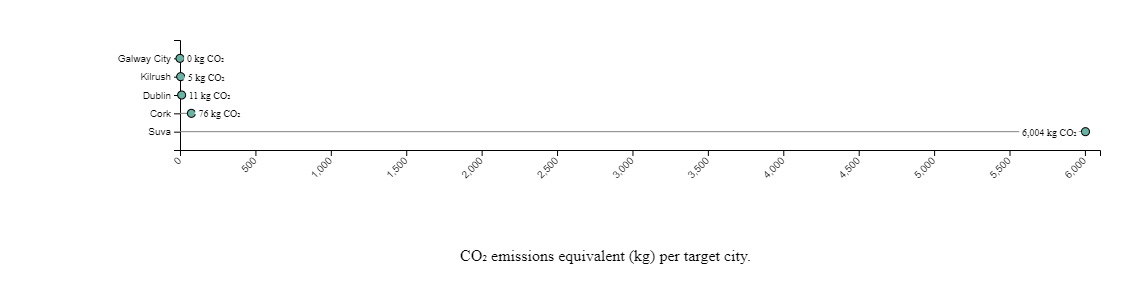 Galway City 0 kg CO₂
Kilrush 5 kg CO₂
Dublin 11 kg CO₂
Cork 76 kg CO₂
Suva 6,004 kg CO₂
0 500 1,000 1,500 2,000 2,500 3,000 3,500 4,000 4,500 5,000 5,500 6,000
CO₂ emissions equivalent (kg) per target city.